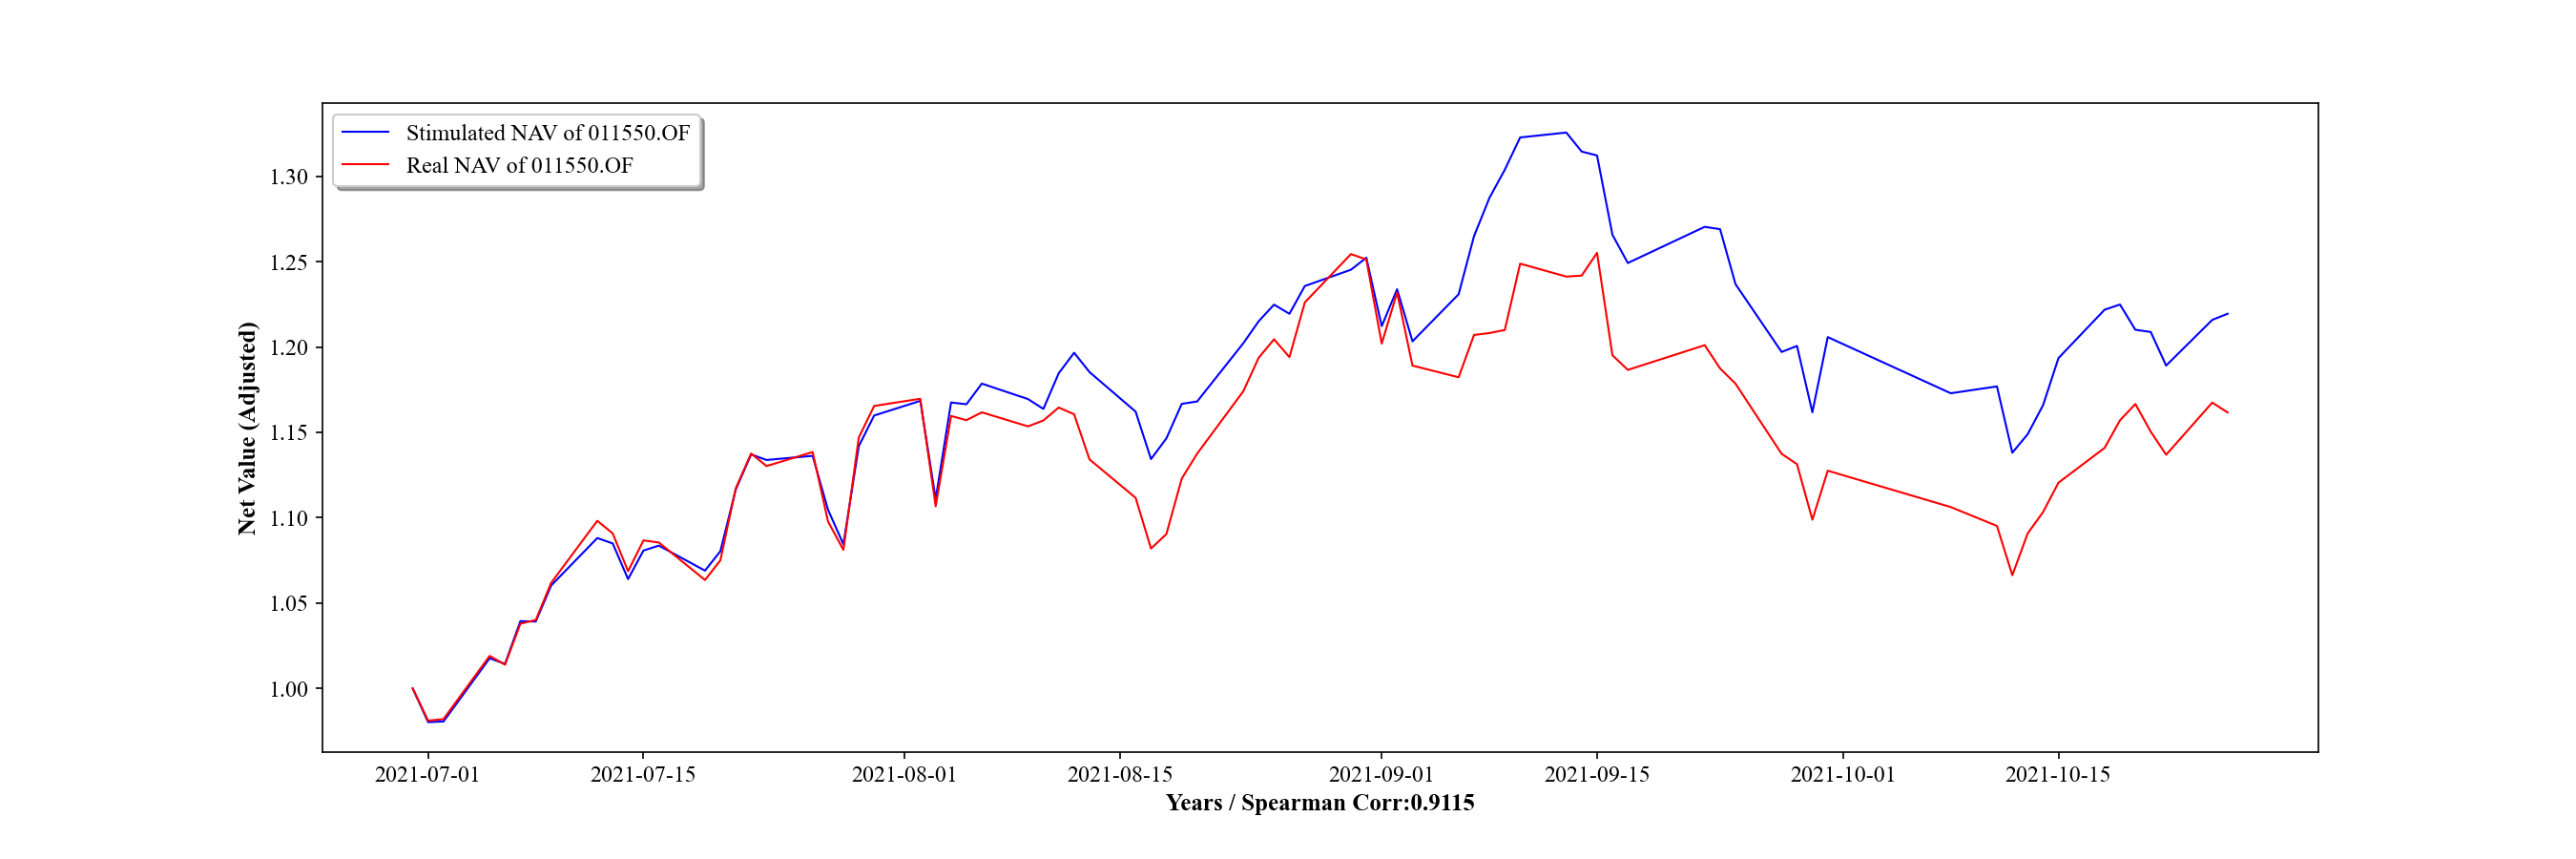 Stimulated NAV of 011550.OF
Real NAV of 011550.OF
1.30
1.25
1.20
1.15
1.10
1.05
1.00
Net Value (Adjusted)
2021-07-01 2021-07-15 2021-08-01 2021-08-15 2021-09-01 2021-09-15 2021-10-01 2021-10-15
Years / Spearman Corr:0.9115